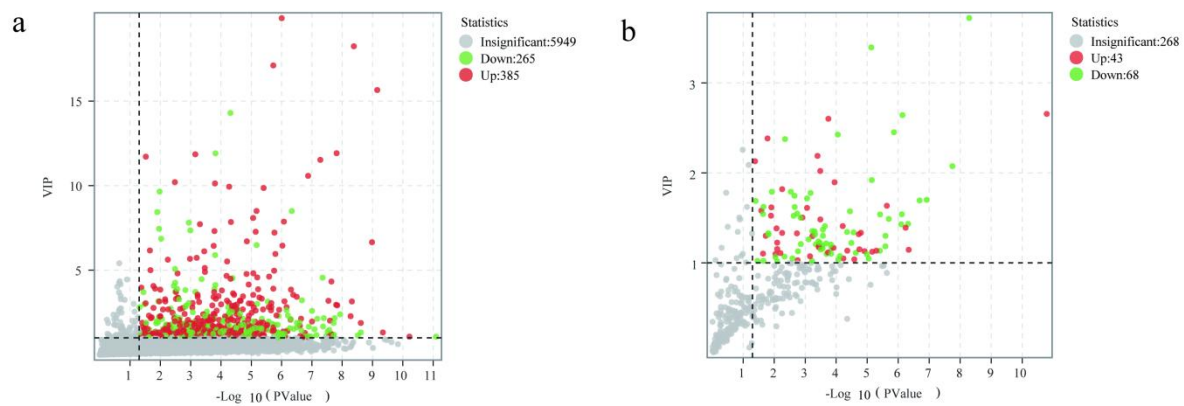 a
Statistics
Insignificant:5949
Down:265
Up:385
VIP
15
10
5
1 2 3 4 5 6 7 8 9 10 11
-Log 10 ( PValue )
b
Statistics
Insignificant:268
Up:43
Down:68
VIP
3
2
1
1 2 3 4 5 6 7 8 9 10
-Log 10 ( PValue )